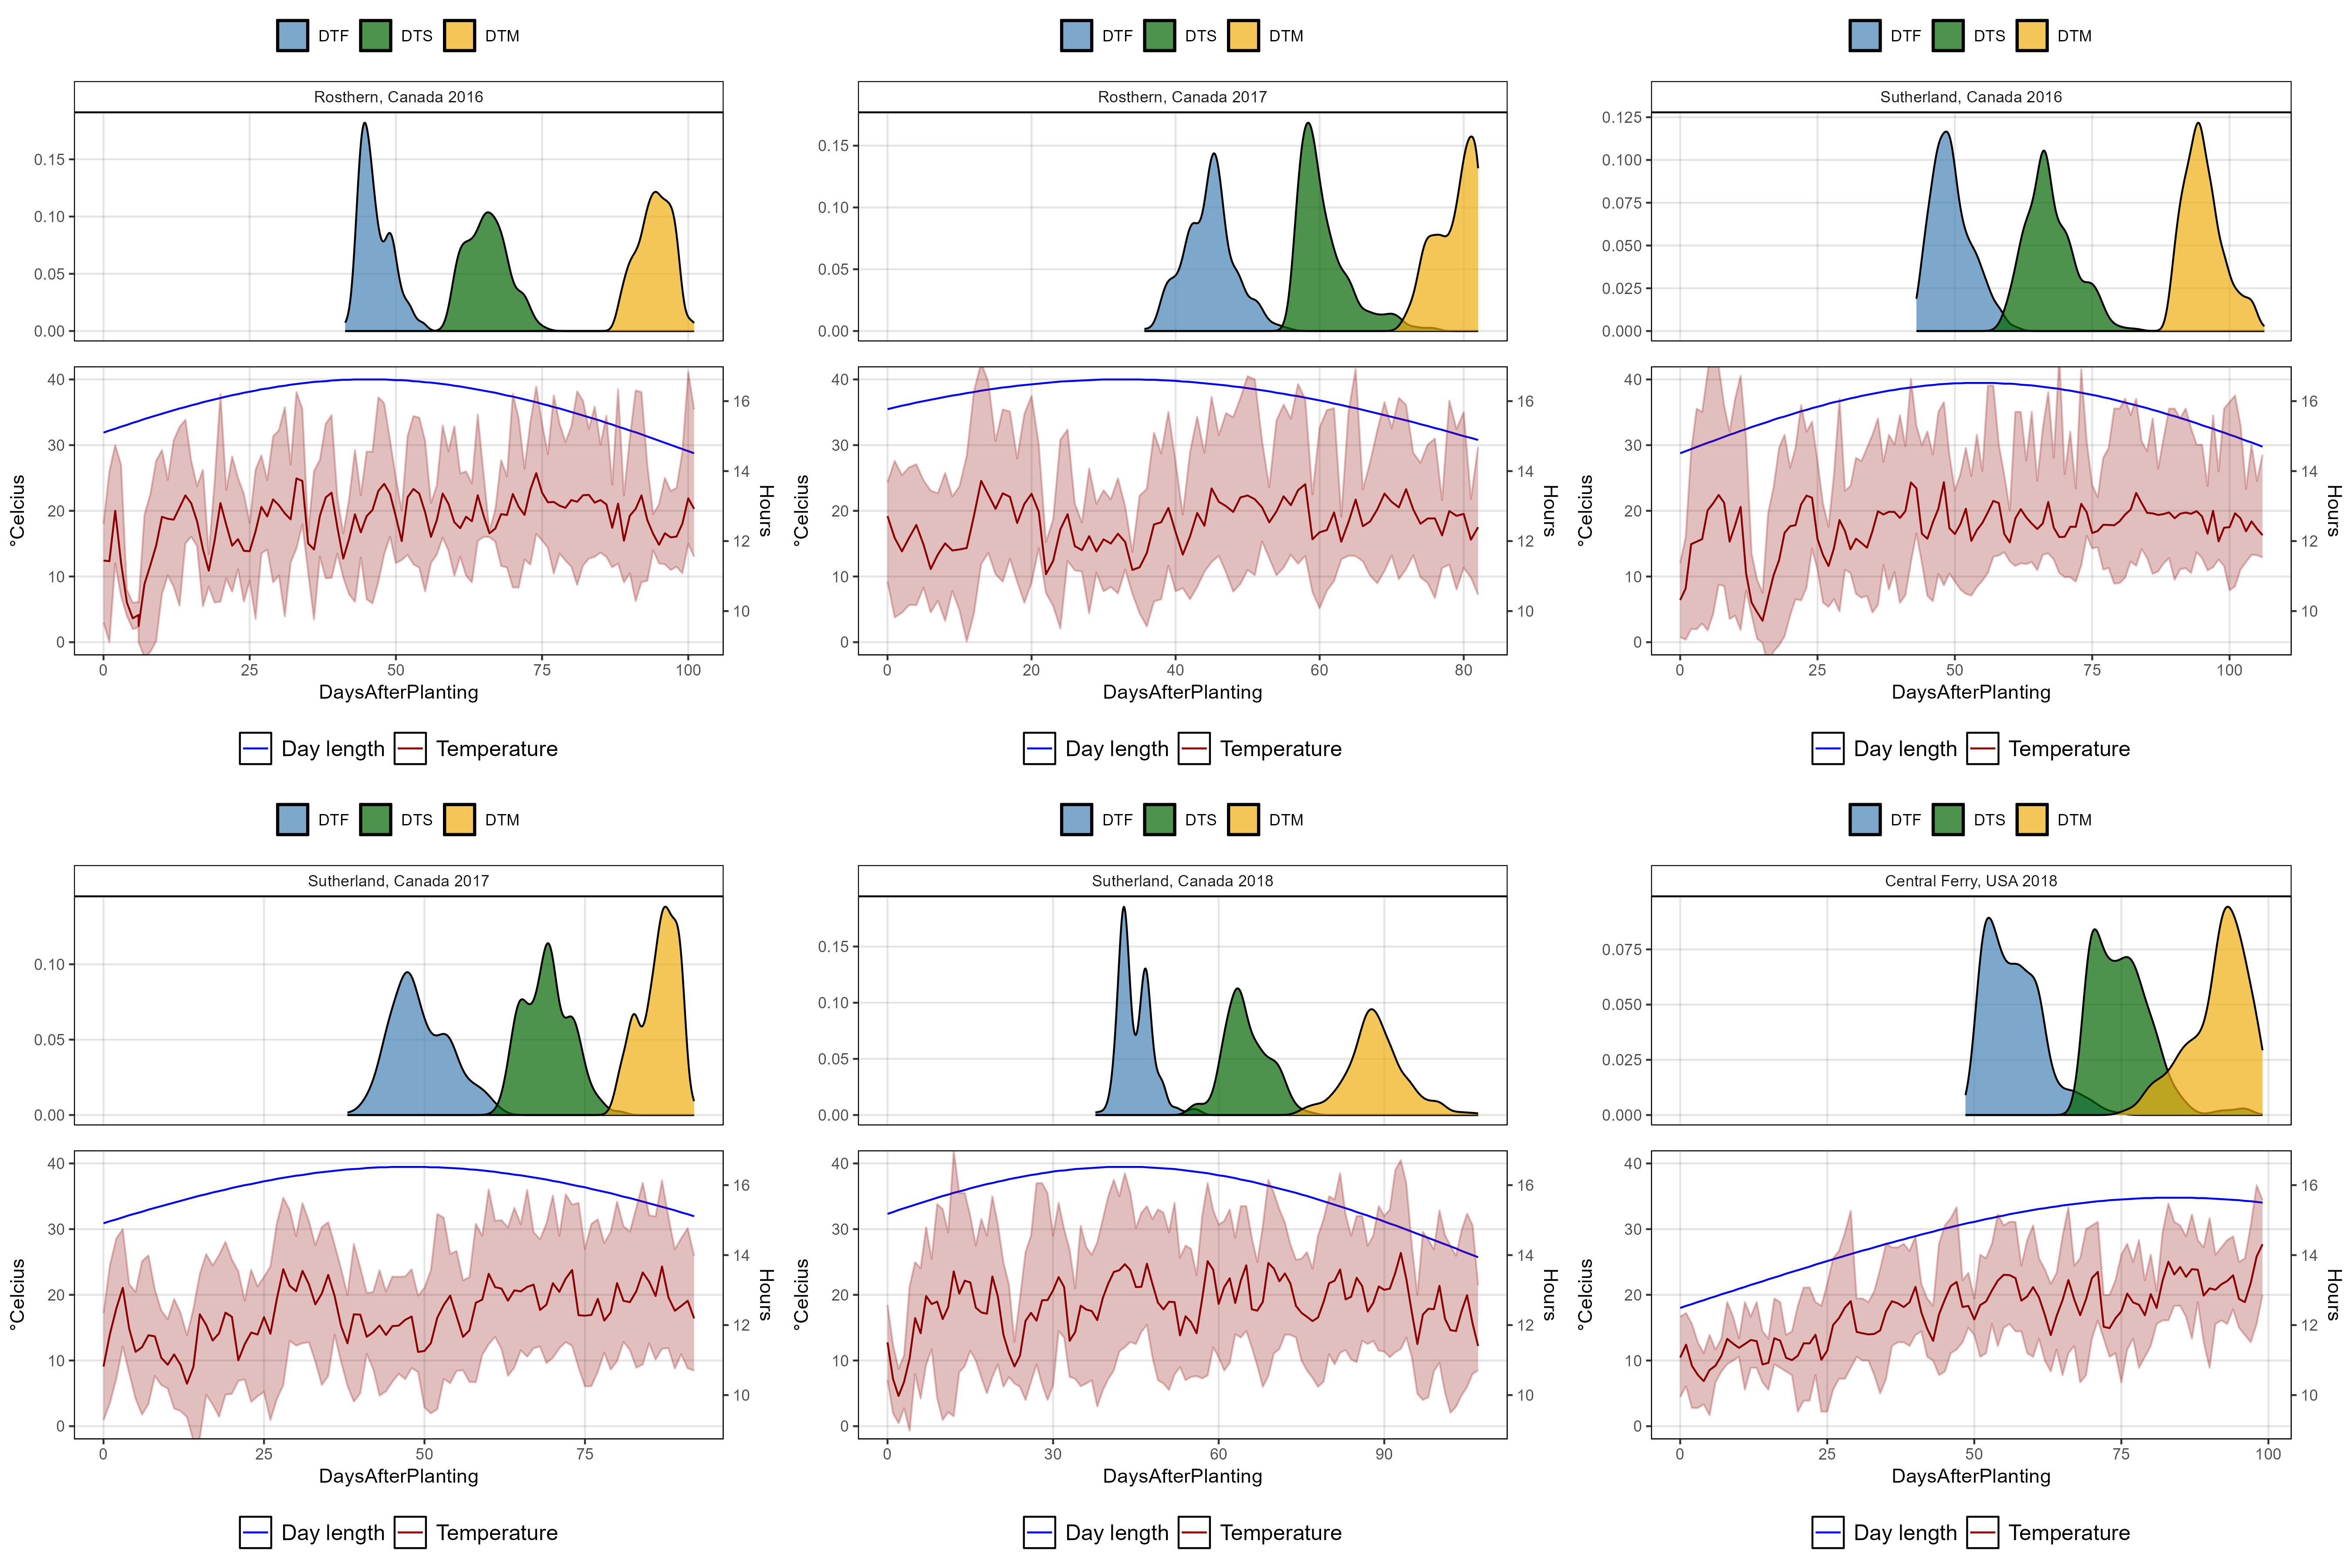 DTF DTS DTM
Rosthern, Canada 2016
0.15
0.10
0.05
0.00
40
30
20
10
0
°Celcius
16
14
12
10
Hours
0 25 50 75 100
DaysAfterPlanting
Day length Temperature
DTF DTS DTM
Rosthern, Canada 2017
0.15
0.10
0.05
0.00
40
30
20
10
0
°Celcius
16
14
12
10
Hours
0 20 40 60 80
DaysAfterPlanting
Day length Temperature
DTF DTS DTM
Sutherland, Canada 2016
0.125
0.100
0.075
0.050
0.025
0.000
40
30
20
10
0
°Celcius
16
14
12
10
Hours
0 25 50 75 100
DaysAfterPlanting
Day length Temperature
DTF DTS DTM
Sutherland, Canada 2017
0.10
0.05
0.00
40
30
20
10
0
°Celcius
16
14
12
10
Hours
0 25 50 75
DaysAfterPlanting
Day length Temperature
DTF DTS DTM
Sutherland, Canada 2018
0.15
0.10
0.05
0.00
40
30
20
10
0
°Celcius
16
14
12
10
Hours
0 30 60 90
DaysAfterPlanting
Day length Temperature
DTF DTS DTM
Central Ferry, USA 2018
0.075
0.050
0.025
0.000
40
30
20
10
0
°Celcius
16
14
12
10
Hours
0 25 50 75 100
DaysAfterPlanting
Day length Temperature